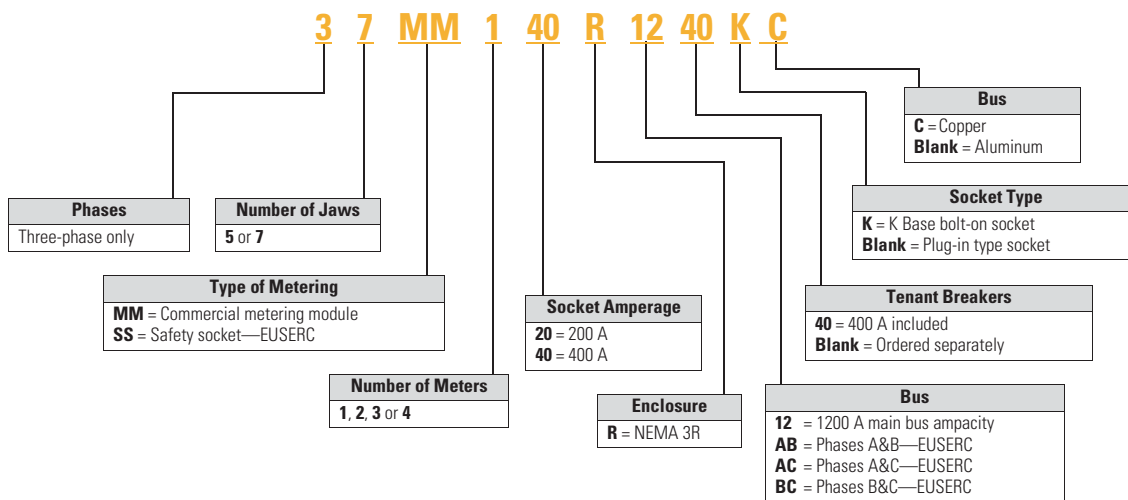 3 7 MM 1 40 R 12 40 K C
Bus
C = Copper
Blank = Aluminum
Phases
Three-phase only
Number of Jaws
5 or 7
Socket Type
K = K Base bolt-on socket
Blank = Plug-in type socket
Type of Metering
MM = Commercial metering module
SS = Safety socket—EUSERC
Socket Amperage
20 = 200 A
40 = 400 A
Tenant Breakers
40 = 400 A included
Blank = Ordered separately
Number of Meters
1, 2, 3 or 4
Enclosure
R = NEMA 3R
Bus
12 = 1200 A main bus ampacity
AB = Phases A&B—EUSERC
AC = Phases A&C—EUSERC
BC = Phases B&C—EUSERC